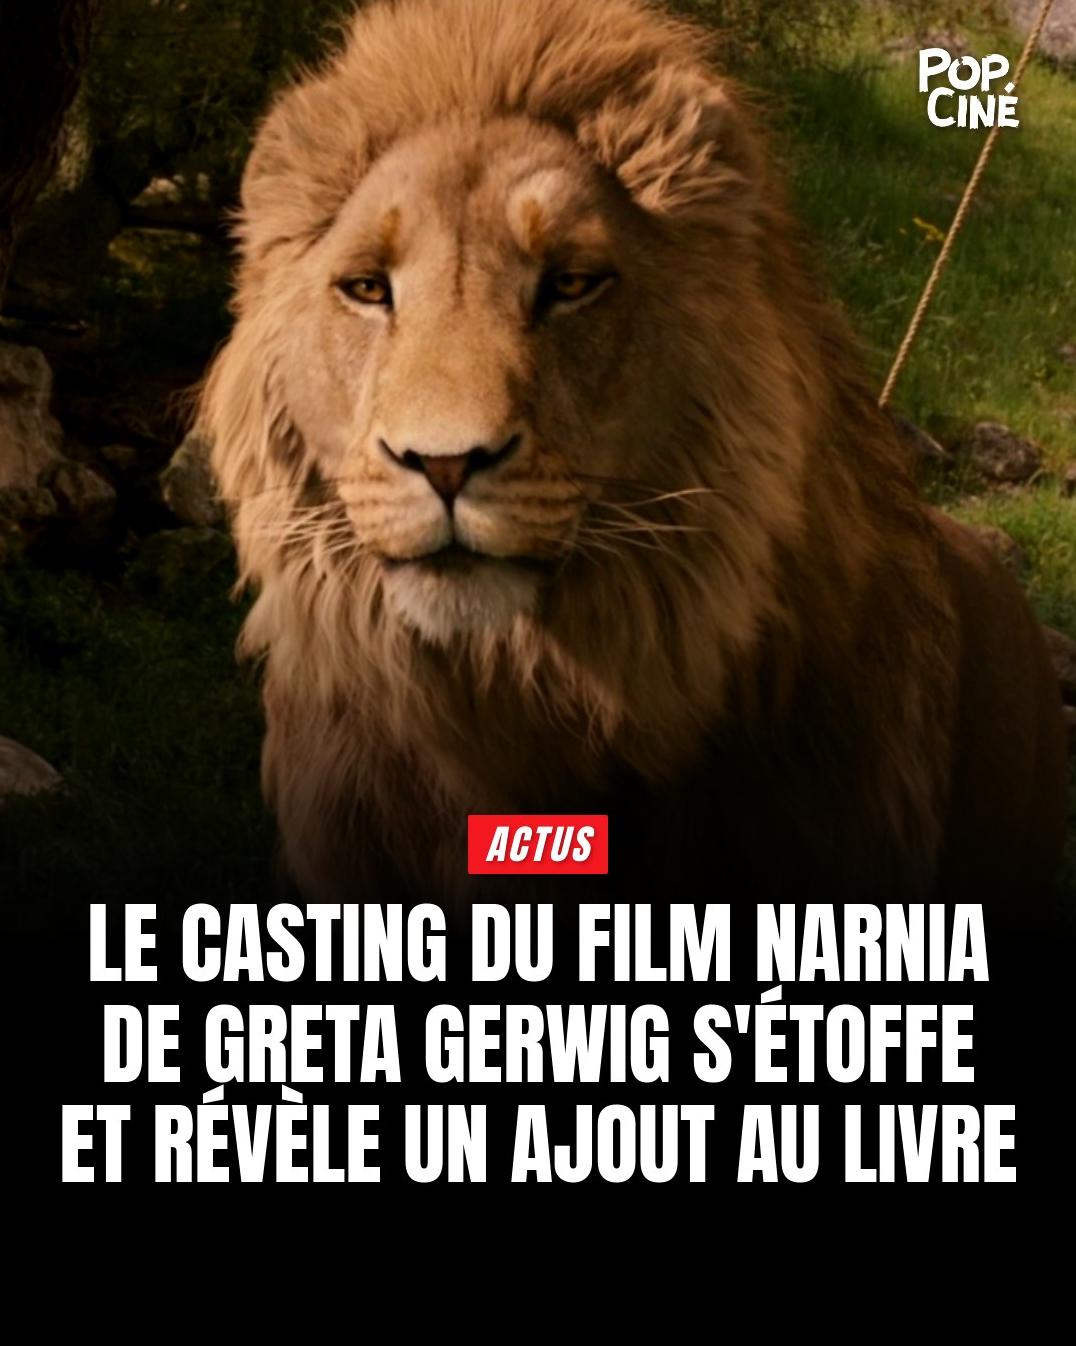 POP.
CINÉ
ACTUS
LE CASTING DU FILM NARNIA
DE GRETA GERWIG S'ÉTOFFE
ET RÉVÈLE UN AJOUT AU LIVRE